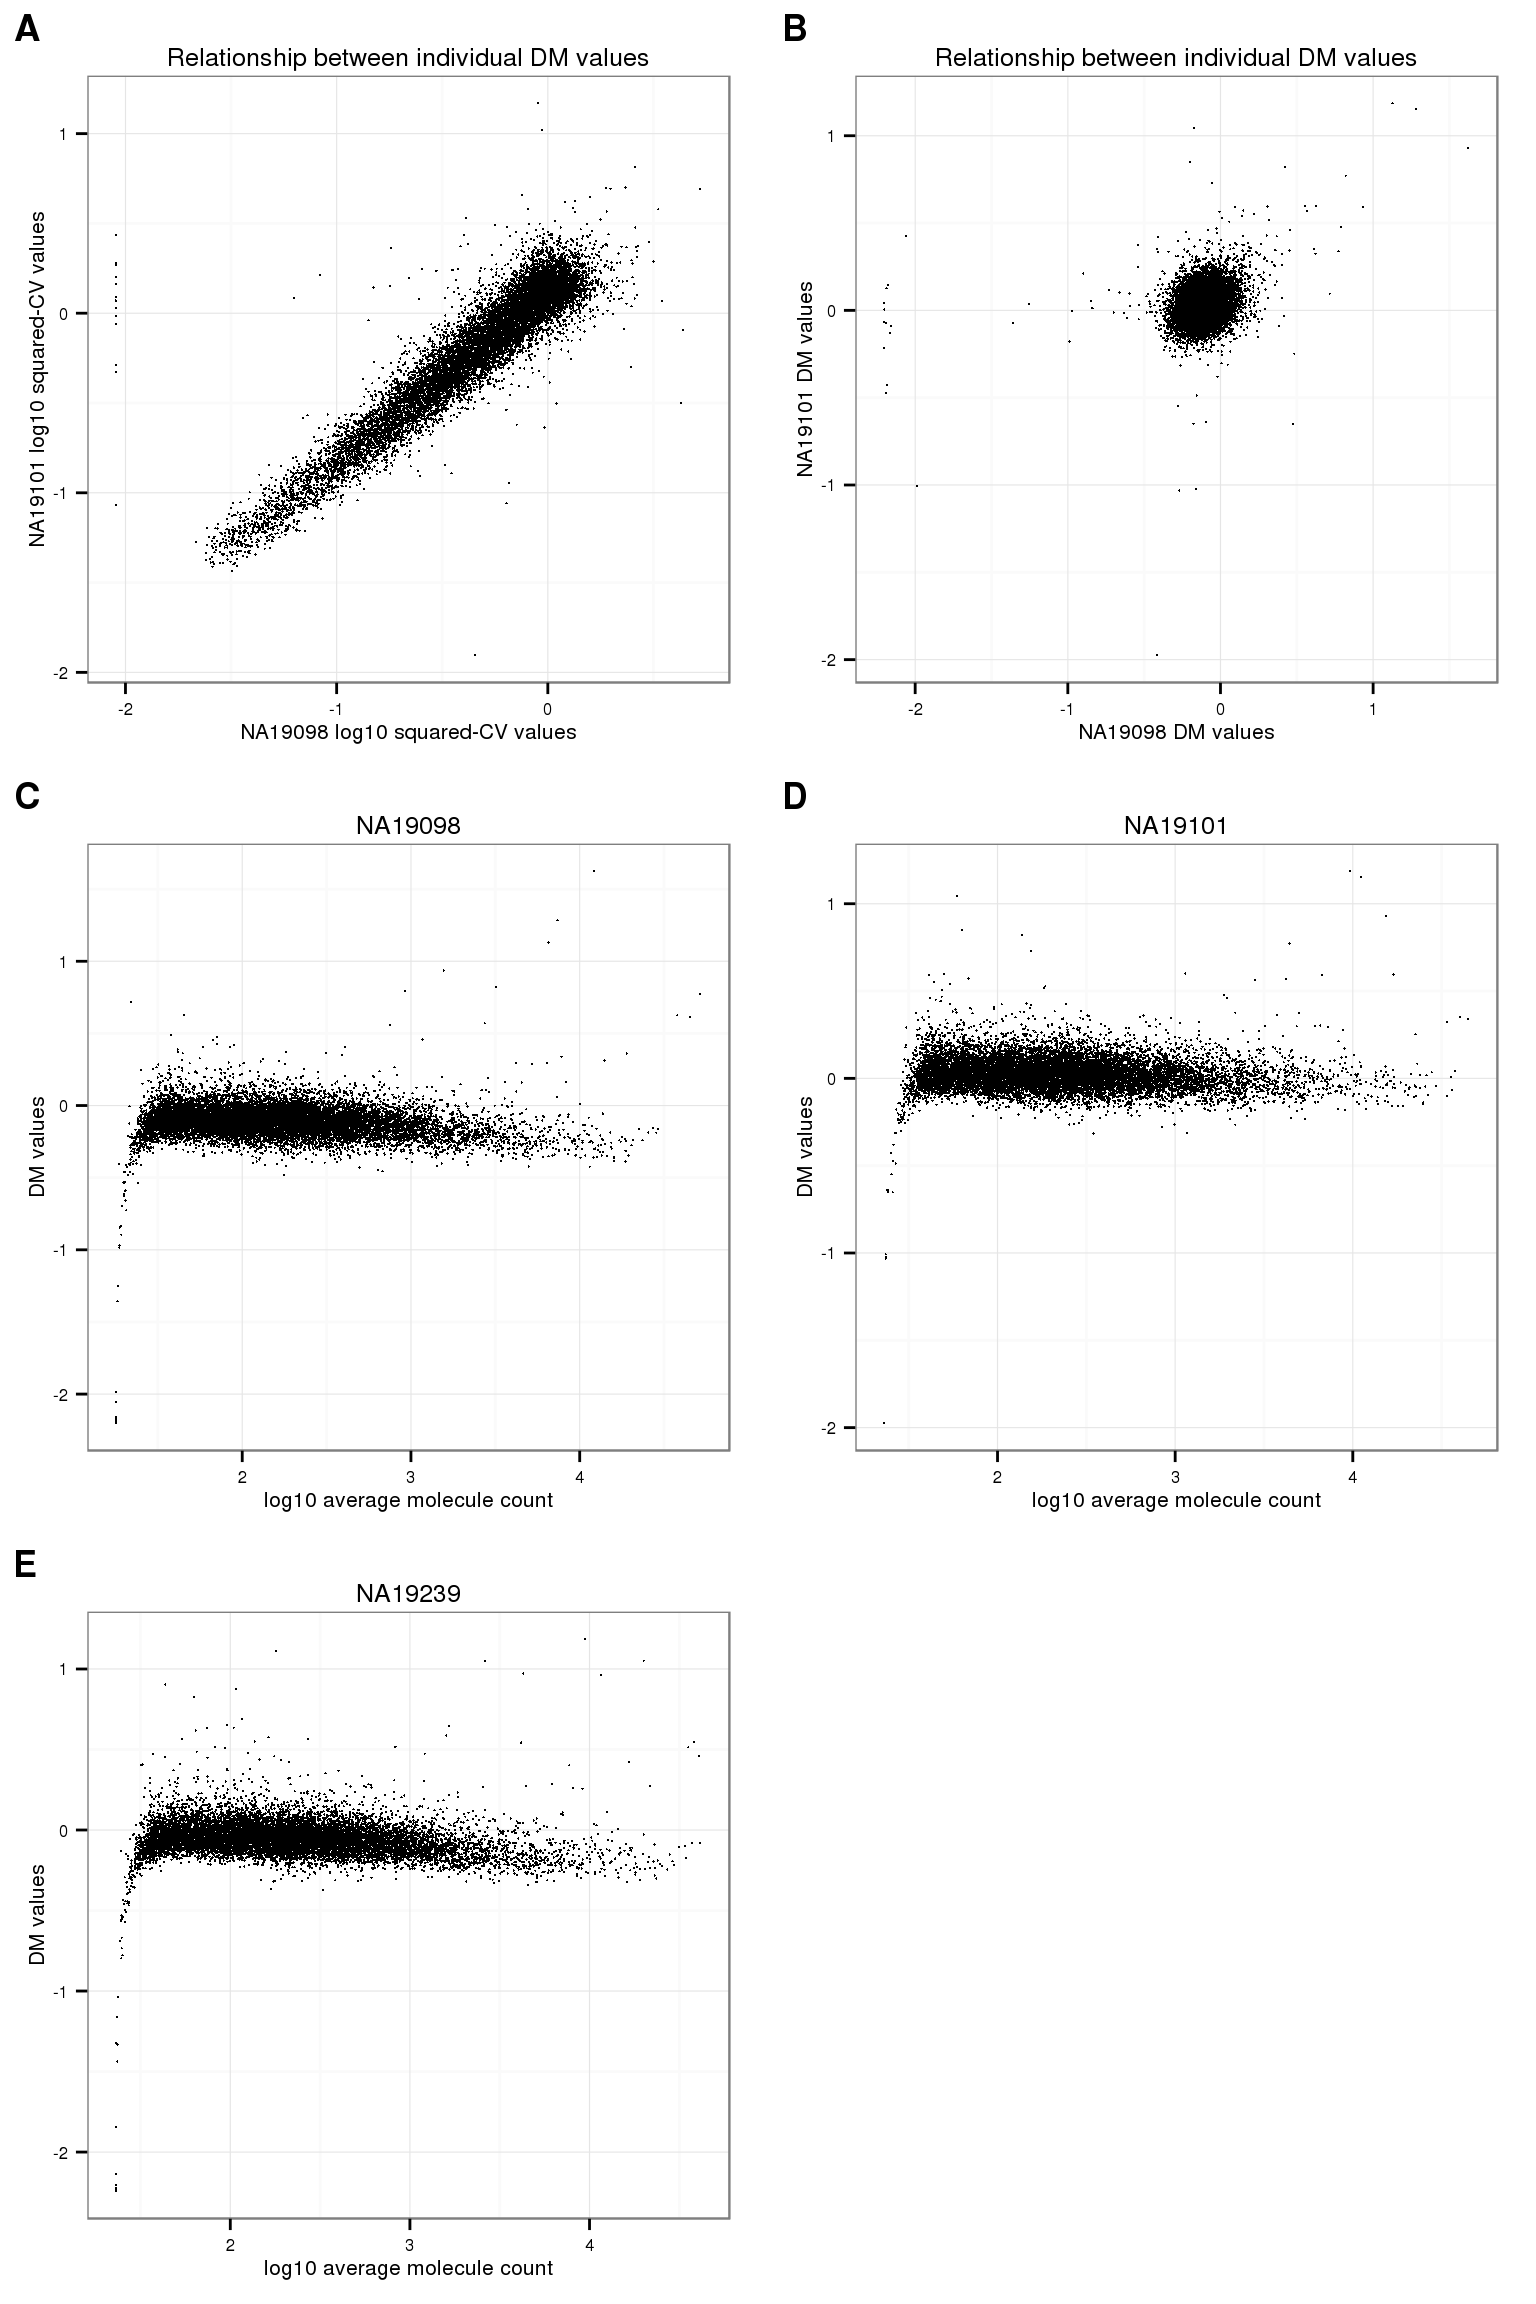 A
Relationship between individual DM values
1
0
-1
-2
NA19101 log10 squared-CV values
-2
-1
0
NA19098 log10 squared-CV values
B
Relationship between individual DM values
1
0
-1
-2
NA19101 DM values
-2
-1
0
1
NA19098 DM values
C
NA19098
1
0
-1
-2
DM values
2
3
4
log10 average molecule count
D
NA19101
1
0
-1
-2
DM values
2
3
4
log10 average molecule count
E
NA19239
1
0
-1
-2
DM values
2
3
4
log10 average molecule count